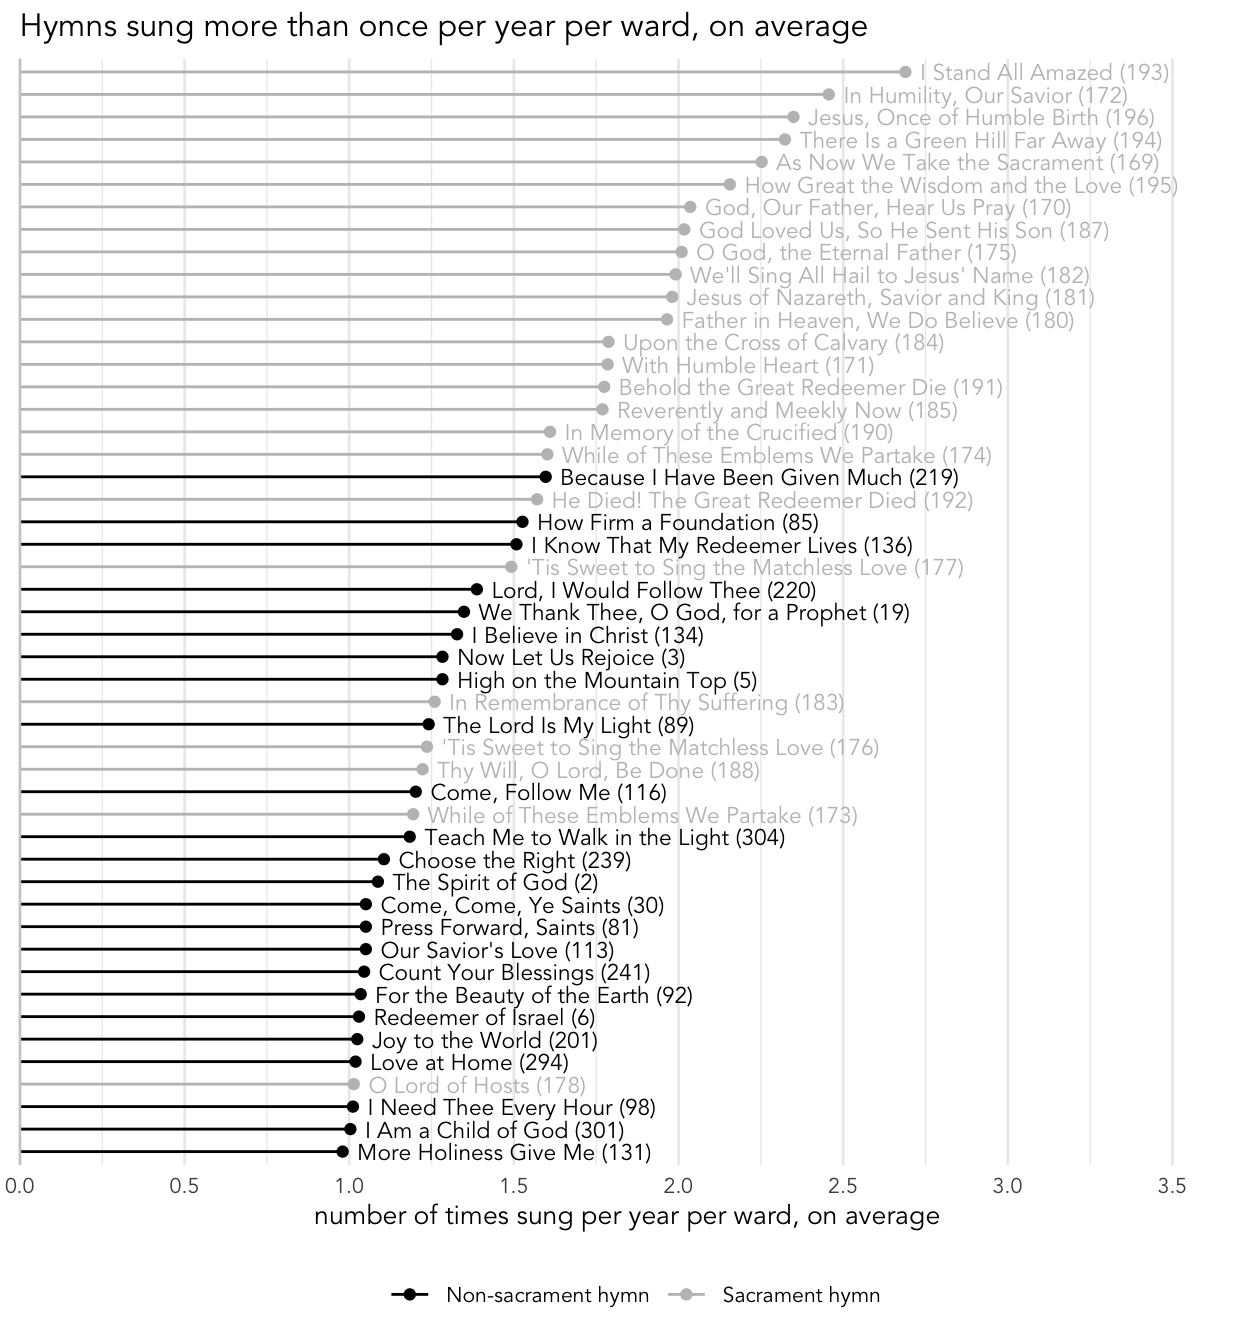 Hymns sung more than once per year per ward, on average
I Stand All Amazed (193)
In Humility, Our Savior (172)
Jesus, Once of Humble Birth (196)
There Is a Green Hill Far Away (194)
As Now We Take the Sacrament (169)
How Great the Wisdom and the Love (195)
God, Our Father, Hear Us Pray (170)
God Loved Us, So He Sent His Son (187)
O God, the Eternal Father (175)
We'll Sing All Hail to Jesus' Name (182)
Jesus of Nazareth, Savior and King (181)
Father in Heaven, We Do Believe (180)
Upon the Cross of Calvary (184)
With Humble Heart (171)
Behold the Great Redeemer Die (191)
Reverently and Meekly Now (185)
In Memory of the Crucified (190)
While of These Emblems We Partake (174)
Because I Have Been Given Much (219)
He Died! The Great Redeemer Died (192)
How Firm a Foundation (85)
I Know That My Redeemer Lives (136)
'Tis Sweet to Sing the Matchless Love (177)
Lord, I Would Follow Thee (220)
We Thank Thee, O God, for a Prophet (19)
I Believe in Christ (134)
Now Let Us Rejoice (3)
High on the Mountain Top (5)
In Remembrance of Thy Suffering (183)
The Lord Is My Light (89)
'Tis Sweet to Sing the Matchless Love (176)
Thy Will, O Lord, Be Done (188)
Come, Follow Me (116)
While of These Emblems We Partake (173)
Teach Me to Walk in the Light (304)
Choose the Right (239)
The Spirit of God (2)
Come, Come, Ye Saints (30)
Press Forward, Saints (81)
Our Savior's Love (113)
Count Your Blessings (241)
For the Beauty of the Earth (92)
Redeemer of Israel (6)
Joy to the World (201)
Love at Home (294)
O Lord of Hosts (178)
I Need Thee Every Hour (98)
I Am a Child of God (301)
More Holiness Give Me (131)
0.0 0.5 1.0 1.5 2.0 2.5 3.0 3.5
number of times sung per year per ward, on average
Non-sacrament hymn Sacrament hymn